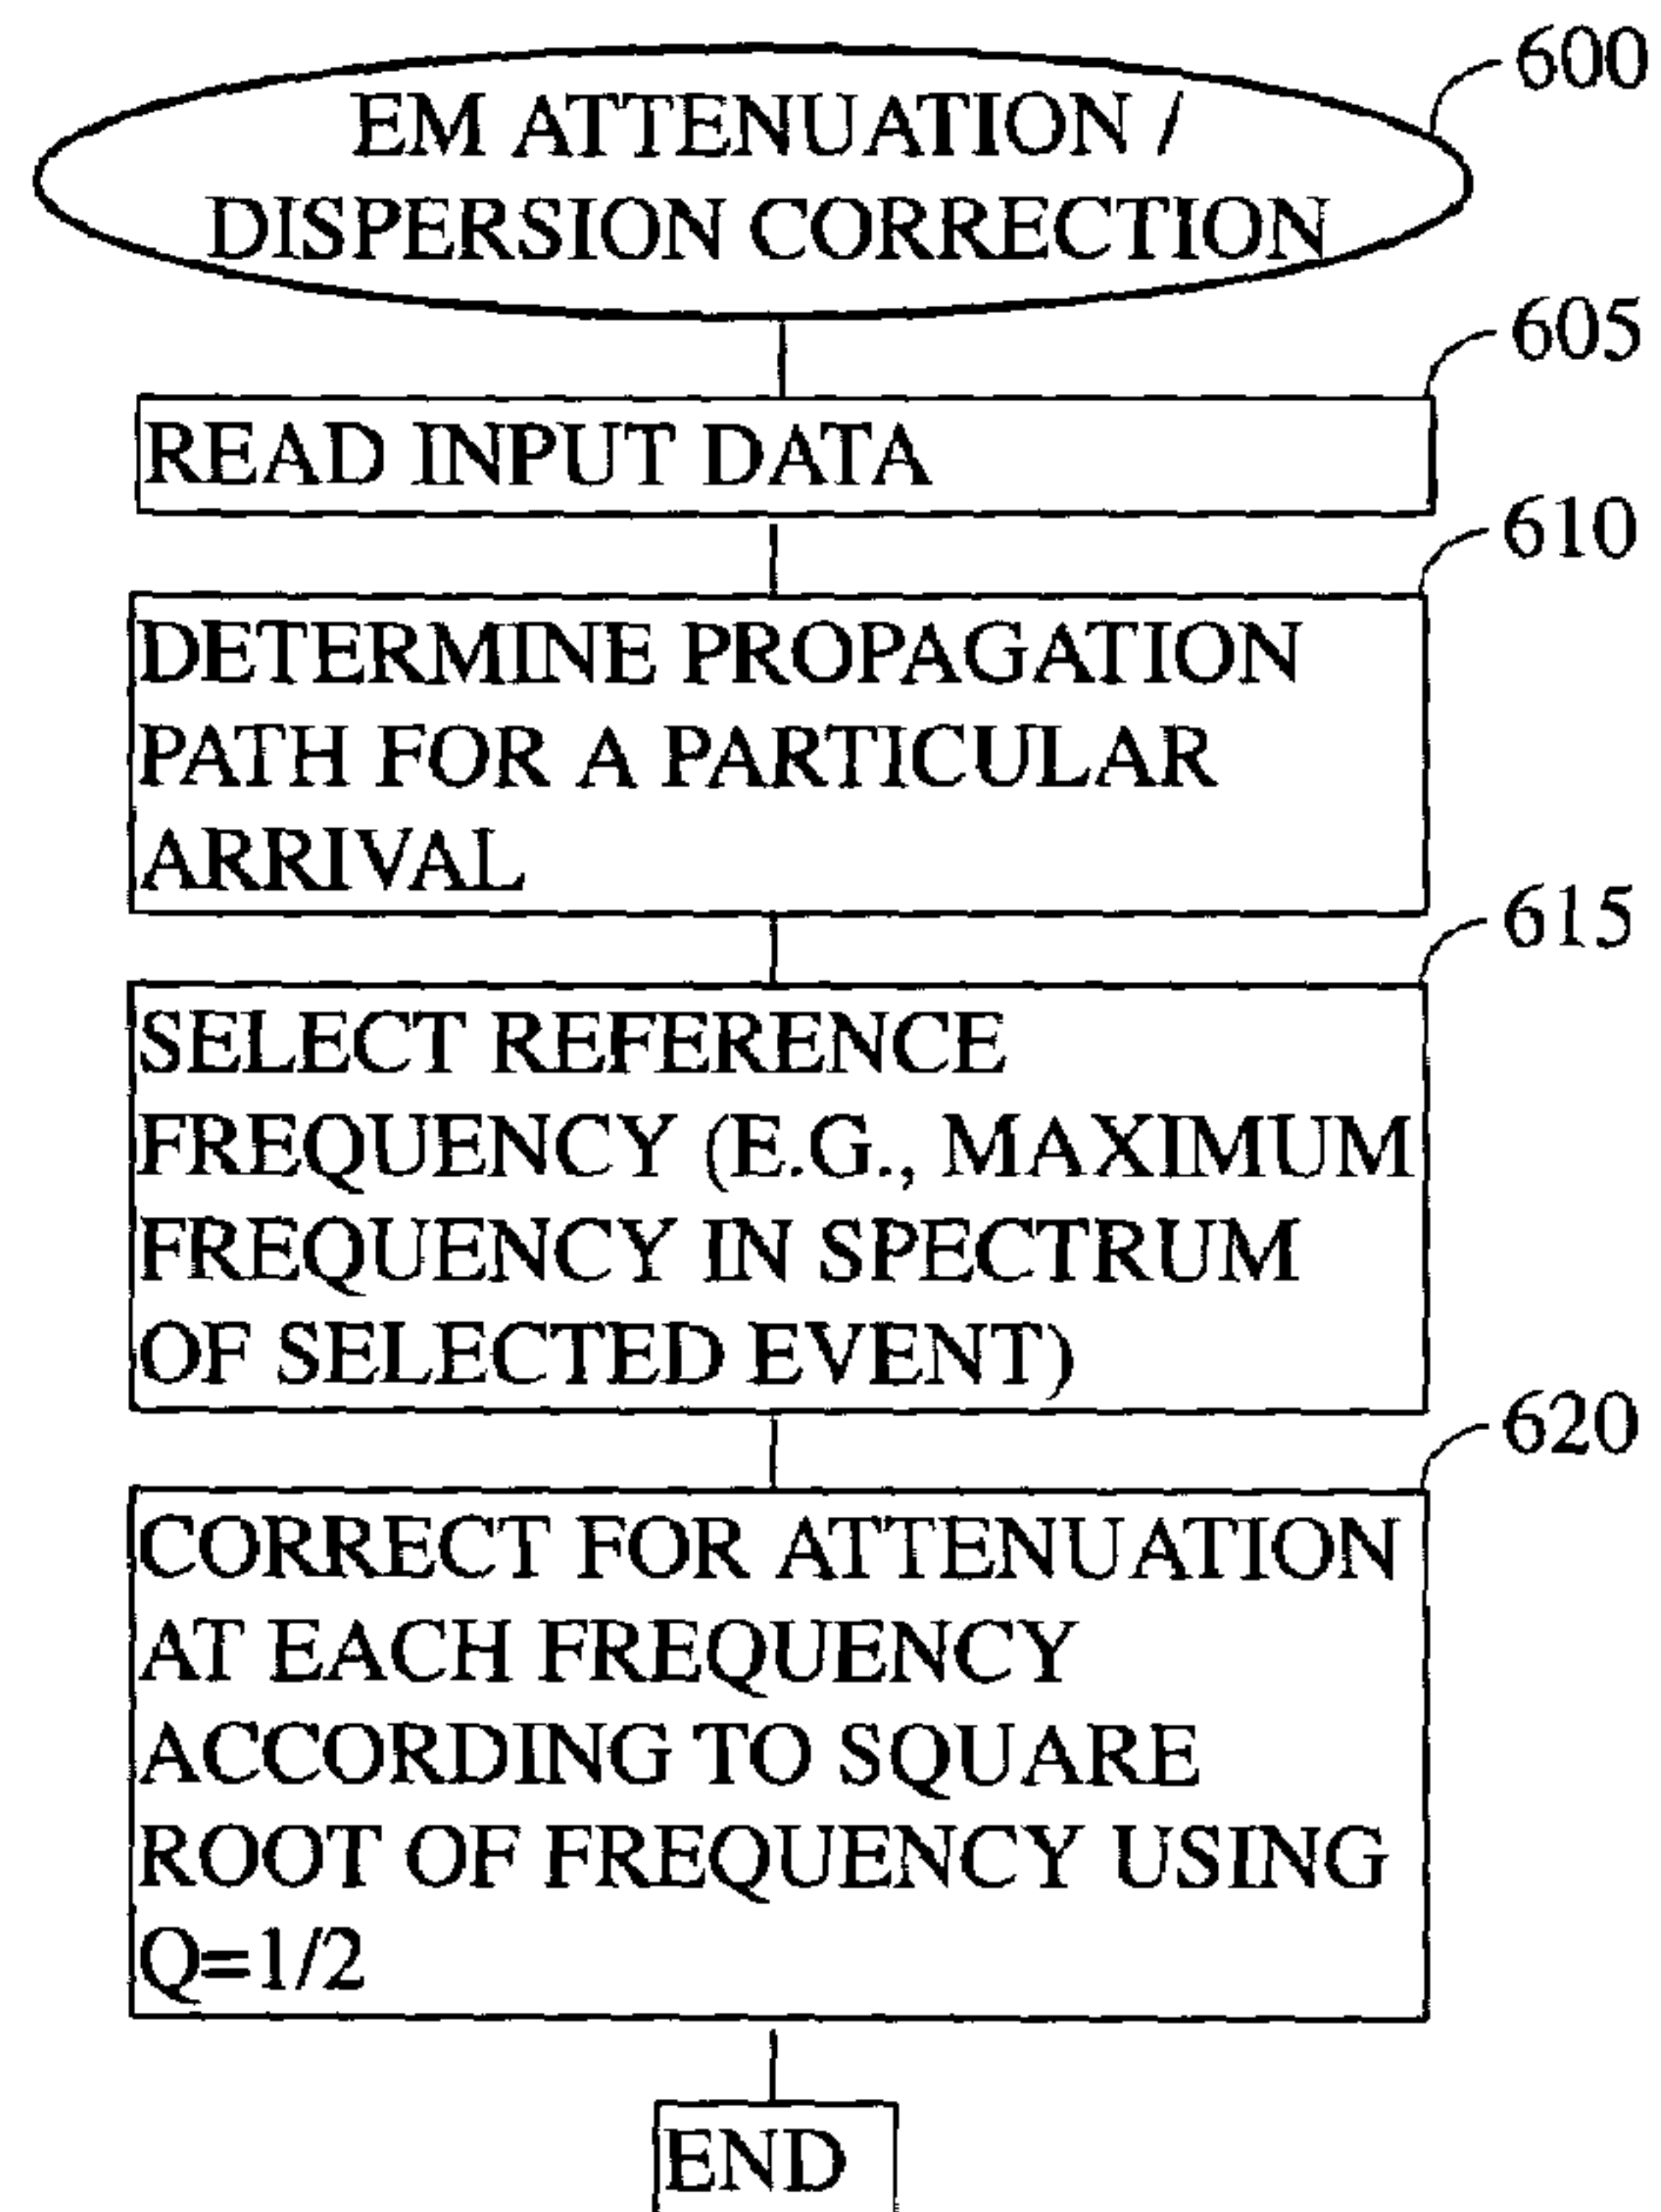 600
EM ATTENUATION /
DISPERSION CORRECTION
605
READ INPUT DATA
610
DETERMINE PROPAGATION
PATH FOR A PARTICULAR
ARRIVAL
615
SELECT REFERENCE
FREQUENCY (E.G., MAXIMUM
FREQUENCY IN SPECTRUM
OF SELECTED EVENT)
620
CORRECT FOR ATTENUATION
AT EACH FREQUENCY
ACCORDING TO SQUARE
ROOT OF FREQUENCY USING
Q=1/2
END